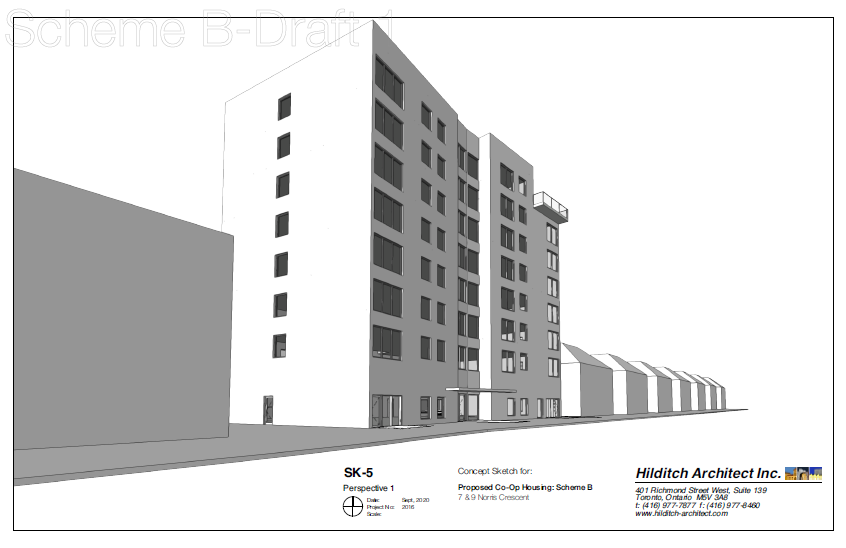 Scheme B-Draft 1
SK-5
Perspective 1
Date: Sept, 2020
Project No: 2016
Scale:
Concept Sketch for:
Proposed Co-Op Housing: Scheme B
7 & 9 Norris Crescent
Hilditch Architect Inc.
401 Richmond Street West, Suite 139
Toronto, Ontario M5V 3A8
t: (416) 977-7877 f: (416) 977-8460
www.hilditch-architect.com